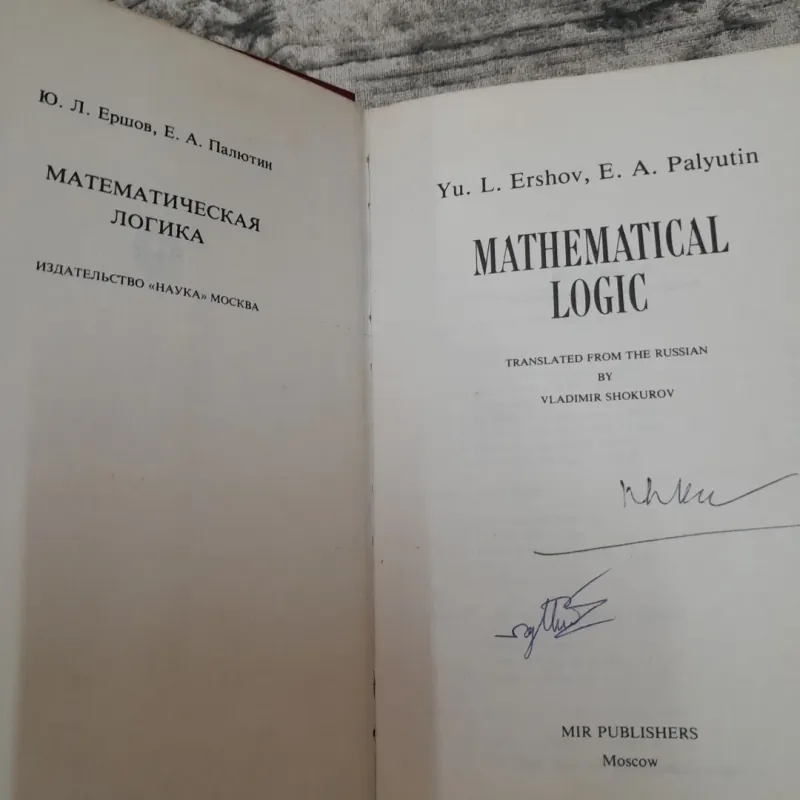 Ю. Л. Ершов, Е. А. Палютин
МАТЕМАТИЧЕСКАЯ
ЛОГИКА
ИЗДАТЕЛЬСТВО «НАУКА» МОСКВА
Yu. L. Ershov, E. A. Palyutin
MATHEMATICAL
LOGIC
TRANSLATED FROM THE RUSSIAN
BY
VLADIMIR SHOKUROV
MIR PUBLISHERS
Moscow